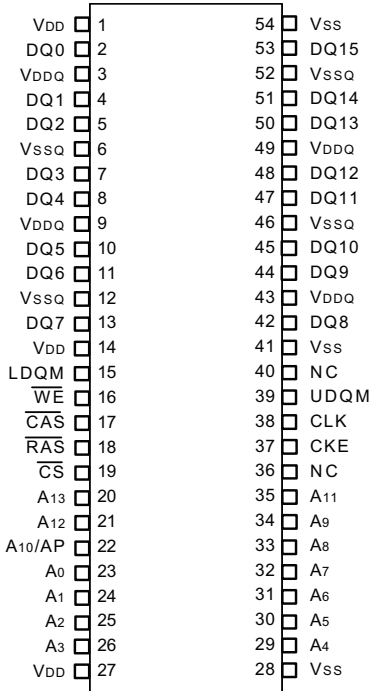 VDD 1 54 VSS
DQ0 2 53 DQ15
VDDQ 3 52 VSSQ
DQ1 4 51 DQ14
DQ2 5 50 DQ13
VSSQ 6 49 VDDQ
DQ3 7 48 DQ12
DQ4 8 47 DQ11
VDDQ 9 46 VSSQ
DQ5 10 45 DQ10
DQ6 11 44 DQ9
VSSQ 12 43 VDDQ
DQ7 13 42 DQ8
VDD 14 41 VSS
LDQM 15 40 NC
WE 16 39 UDQM
CAS 17 38 CLK
RAS 18 37 CKE
CS 19 36 NC
A13 20 35 A11
A12 21 34 A9
A10/AP 22 33 A8
A0 23 32 A7
A1 24 31 A6
A2 25 30 A5
A3 26 29 A4
VDD 27 28 VSS